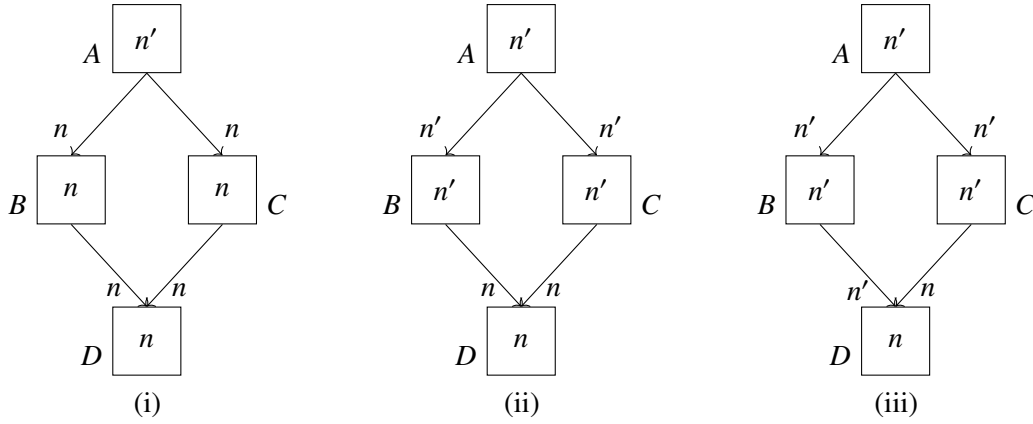 n′ n′ n′
A A A
n n n′ n′ n′ n′
n n n′ n′ n′ n′
B C B C B C
n n n n n′ n
n n n
D D D
(i) (ii) (iii)